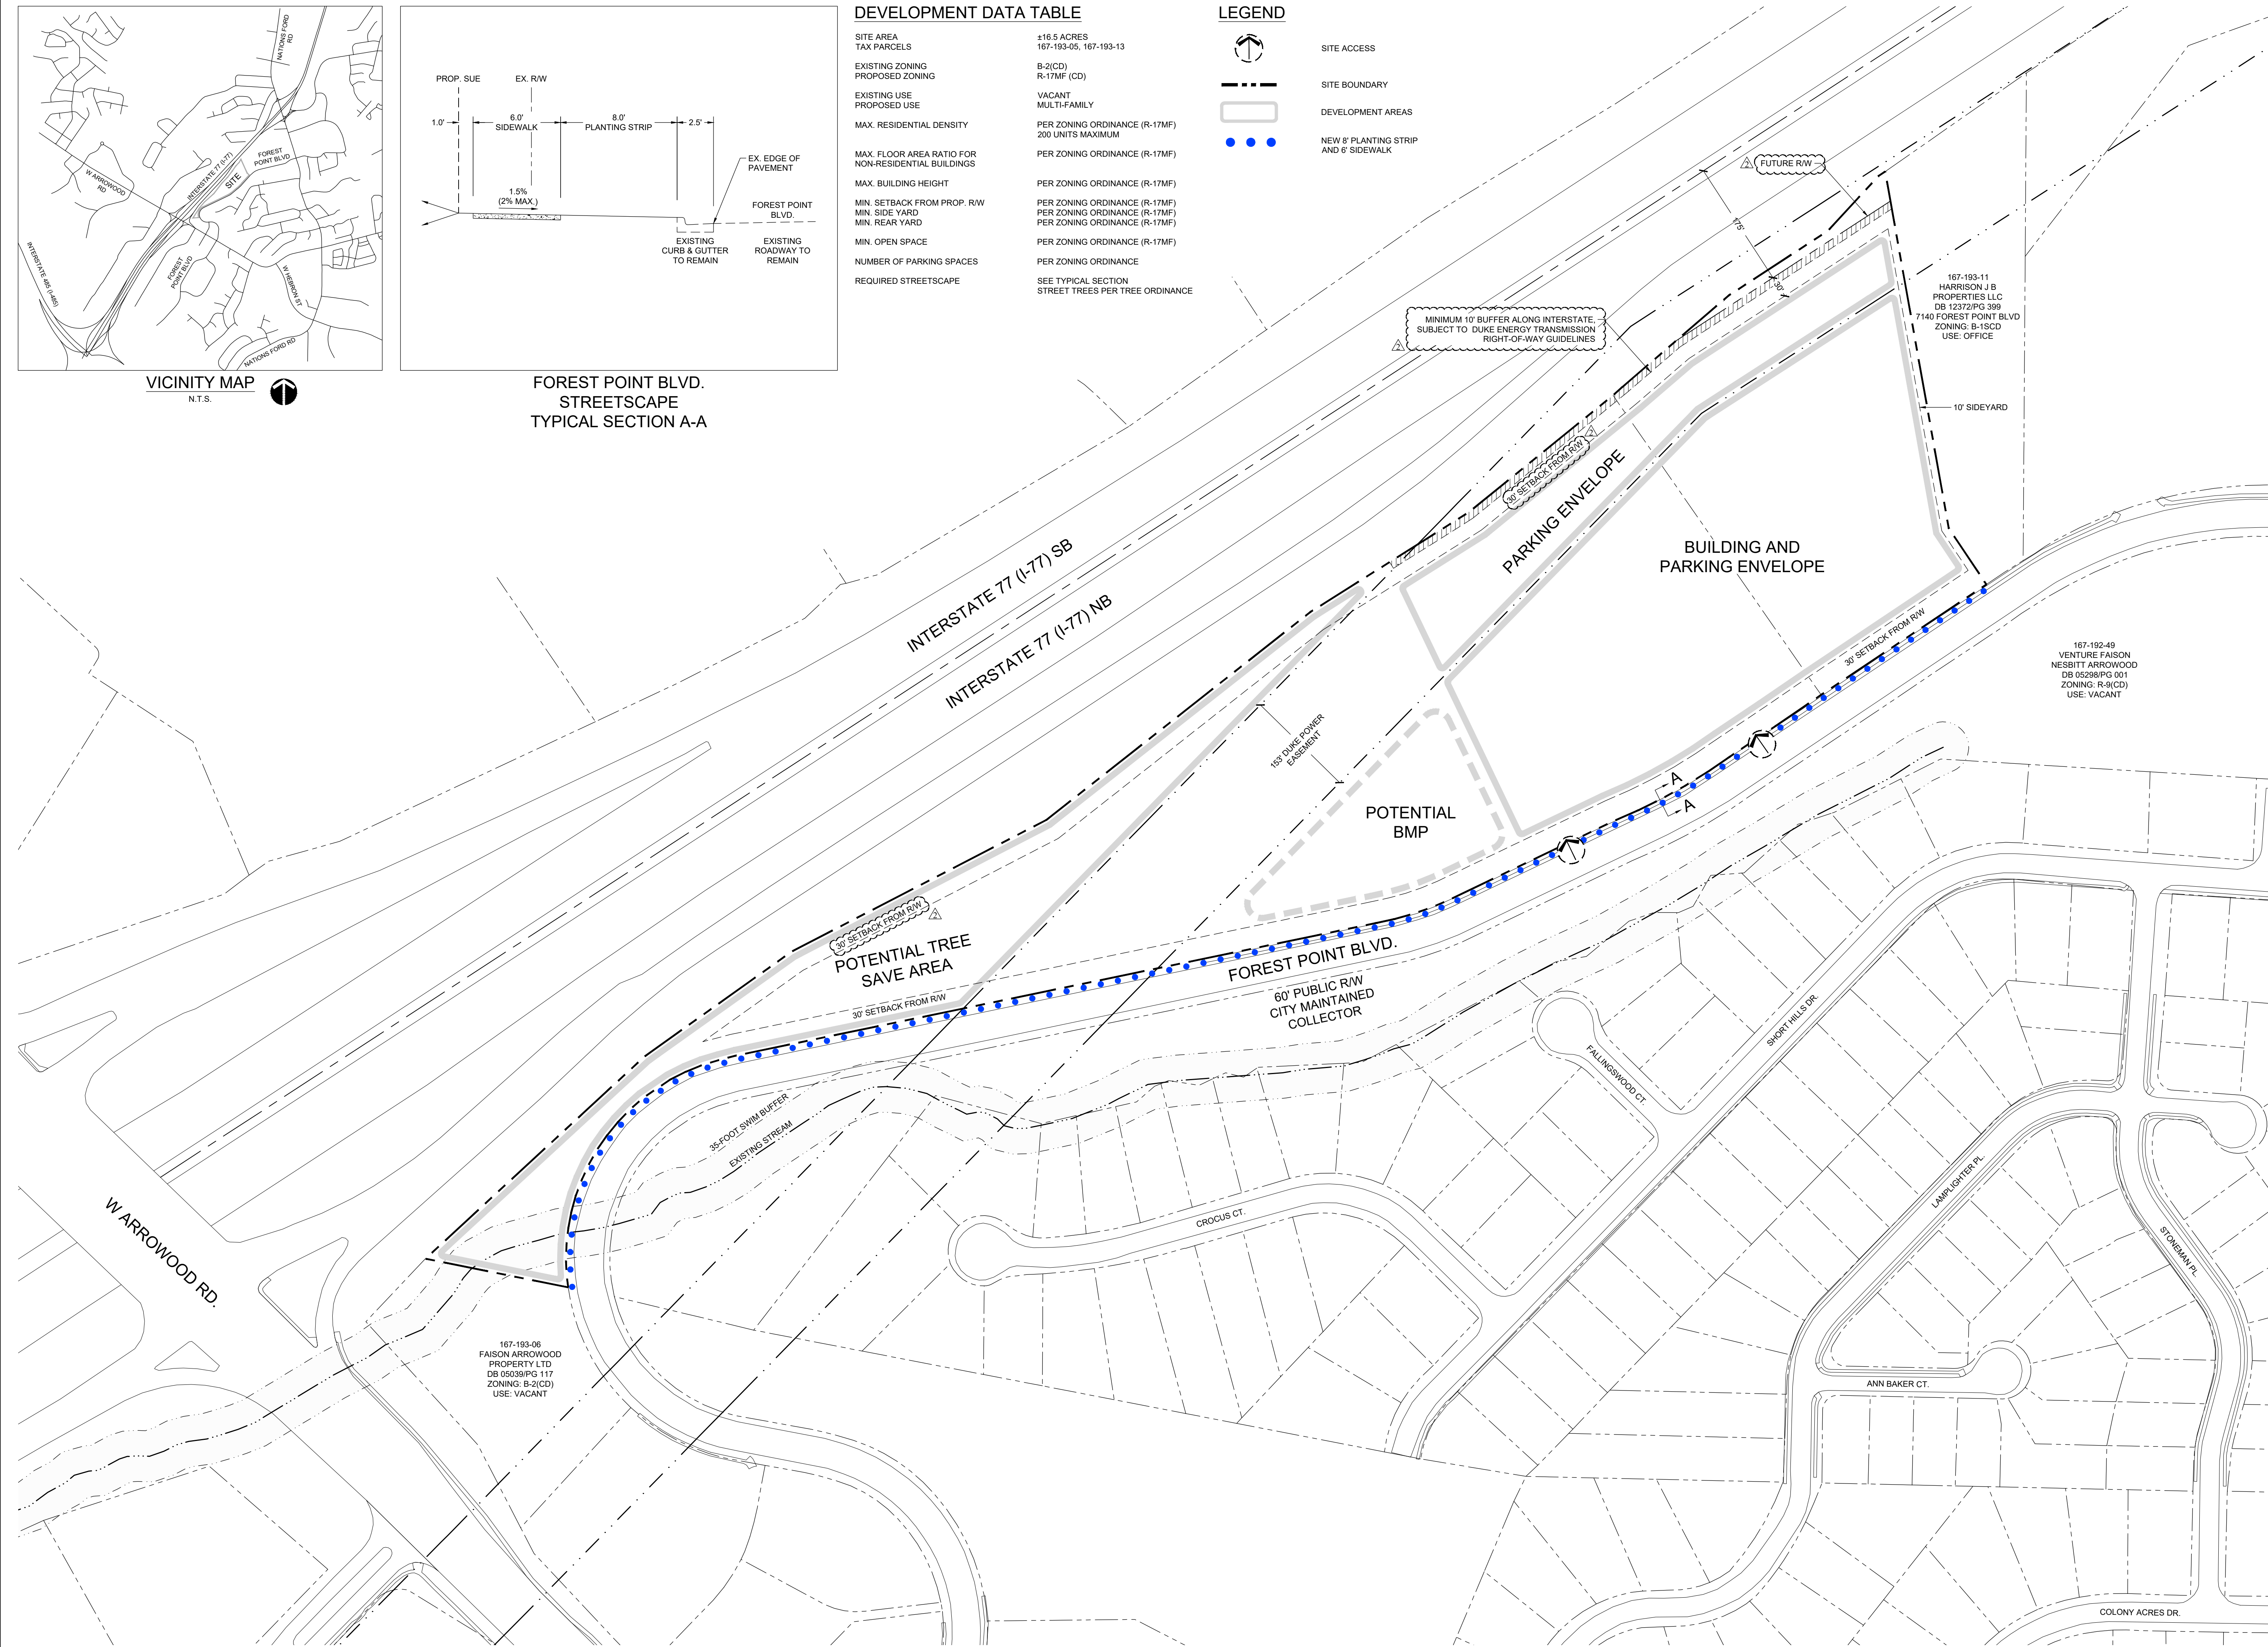 NATIONS FORD
RD
W ARROWOOD
RD
INTERSTATE 77 (I-77)
FOREST
POINT BLVD
SITE
INTERSTATE 485 (I-485)
FOREST
POINT BLVD
W HEBRON ST
NATIONS FORD RD
VICINITY MAP
N.T.S.
PROP. SUE
EX. R/W
1.0'
6.0'
SIDEWALK
8.0'
PLANTING STRIP
2.5'
EX. EDGE OF
PAVEMENT
1.5%
(2% MAX.)
FOREST POINT
BLVD.
EXISTING
CURB & GUTTER
TO REMAIN
EXISTING
ROADWAY TO
REMAIN
FOREST POINT BLVD.
STREETSCAPE
TYPICAL SECTION A-A
DEVELOPMENT DATA TABLE
SITE AREA ±16.5 ACRES
TAX PARCELS 167-193-05, 167-193-13
EXISTING ZONING B-2(CD)
PROPOSED ZONING R-17MF (CD)
EXISTING USE VACANT
PROPOSED USE MULTI-FAMILY
MAX. RESIDENTIAL DENSITY PER ZONING ORDINANCE (R-17MF)
200 UNITS MAXIMUM
MAX. FLOOR AREA RATIO FOR PER ZONING ORDINANCE (R-17MF)
NON-RESIDENTIAL BUILDINGS
MAX. BUILDING HEIGHT PER ZONING ORDINANCE (R-17MF)
MIN. SETBACK FROM PROP. R/W PER ZONING ORDINANCE (R-17MF)
MIN. SIDE YARD PER ZONING ORDINANCE (R-17MF)
MIN. REAR YARD PER ZONING ORDINANCE (R-17MF)
MIN. OPEN SPACE PER ZONING ORDINANCE (R-17MF)
NUMBER OF PARKING SPACES PER ZONING ORDINANCE
REQUIRED STREETSCAPE SEE TYPICAL SECTION
STREET TREES PER TREE ORDINANCE
LEGEND
SITE ACCESS
SITE BOUNDARY
DEVELOPMENT AREAS
NEW 8' PLANTING STRIP
AND 6' SIDEWALK
2
FUTURE R/W
175'
30'
MINIMUM 10' BUFFER ALONG INTERSTATE,
SUBJECT TO DUKE ENERGY TRANSMISSION
RIGHT-OF-WAY GUIDELINES
2
167-193-11
HARRISON J B
PROPERTIES LLC
DB 12372/PG 399
7140 FOREST POINT BLVD
ZONING: B-1SCD
USE: OFFICE
10' SIDEYARD
30' SETBACK FROM R/W
2
PARKING ENVELOPE
BUILDING AND
PARKING ENVELOPE
INTERSTATE 77 (I-77) SB
INTERSTATE 77 (I-77) NB
30' SETBACK FROM R/W
167-192-49
VENTURE FAISON
NESBITT ARROWOOD
DB 05298/PG 001
ZONING: R-9(CD)
USE: VACANT
153' DUKE POWER
EASEMENT
A
A
POTENTIAL
BMP
30' SETBACK FROM R/W
2
POTENTIAL TREE
SAVE AREA
30' SETBACK FROM R/W
FOREST POINT BLVD.
60' PUBLIC R/W
CITY MAINTAINED
COLLECTOR
35-FOOT SWIM BUFFER
EXISTING STREAM
FALLINGSWOOD CT.
SHORT HILLS DR.
CROCUS CT.
LAMPLIGHTER PL.
STONEMAN PL.
W ARROWOOD RD.
167-193-06
FAISON ARROWOOD
PROPERTY LTD
DB 05039/PG 117
ZONING: B-2(CD)
USE: VACANT
ANN BAKER CT.
COLONY ACRES DR.